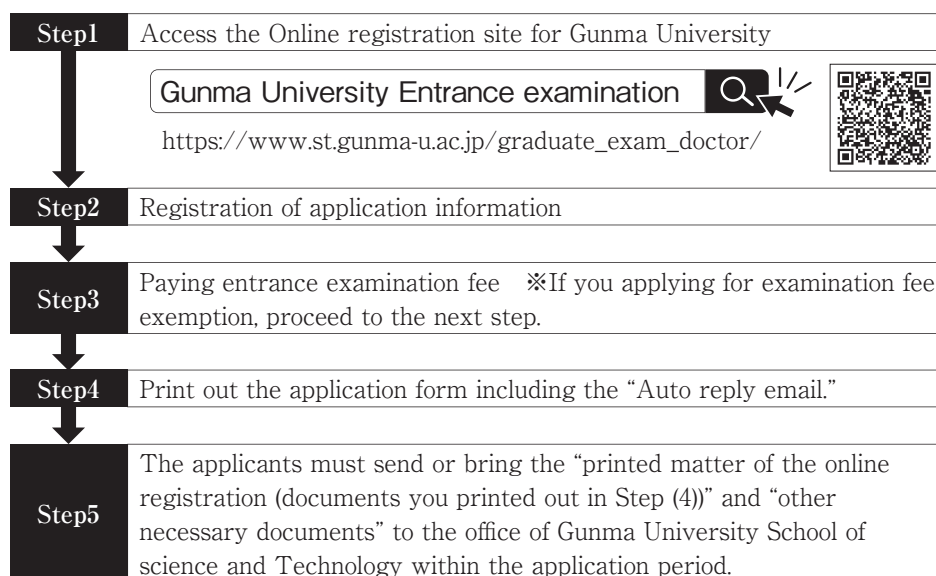 Step1 Access the Online registration site for Gunma University
Gunma University Entrance examination
https://www.st.gunma-u.ac.jp/graduate_exam_doctor/
Step2 Registration of application information
Step3 Paying entrance examination fee ※If you applying for examination fee
exemption, proceed to the next step.
Step4 Print out the application form including the “Auto reply email.”
Step5 The applicants must send or bring the “printed matter of the online
registration (documents you printed out in Step (4))” and “other
necessary documents” to the office of Gunma University School of
science and Technology within the application period.